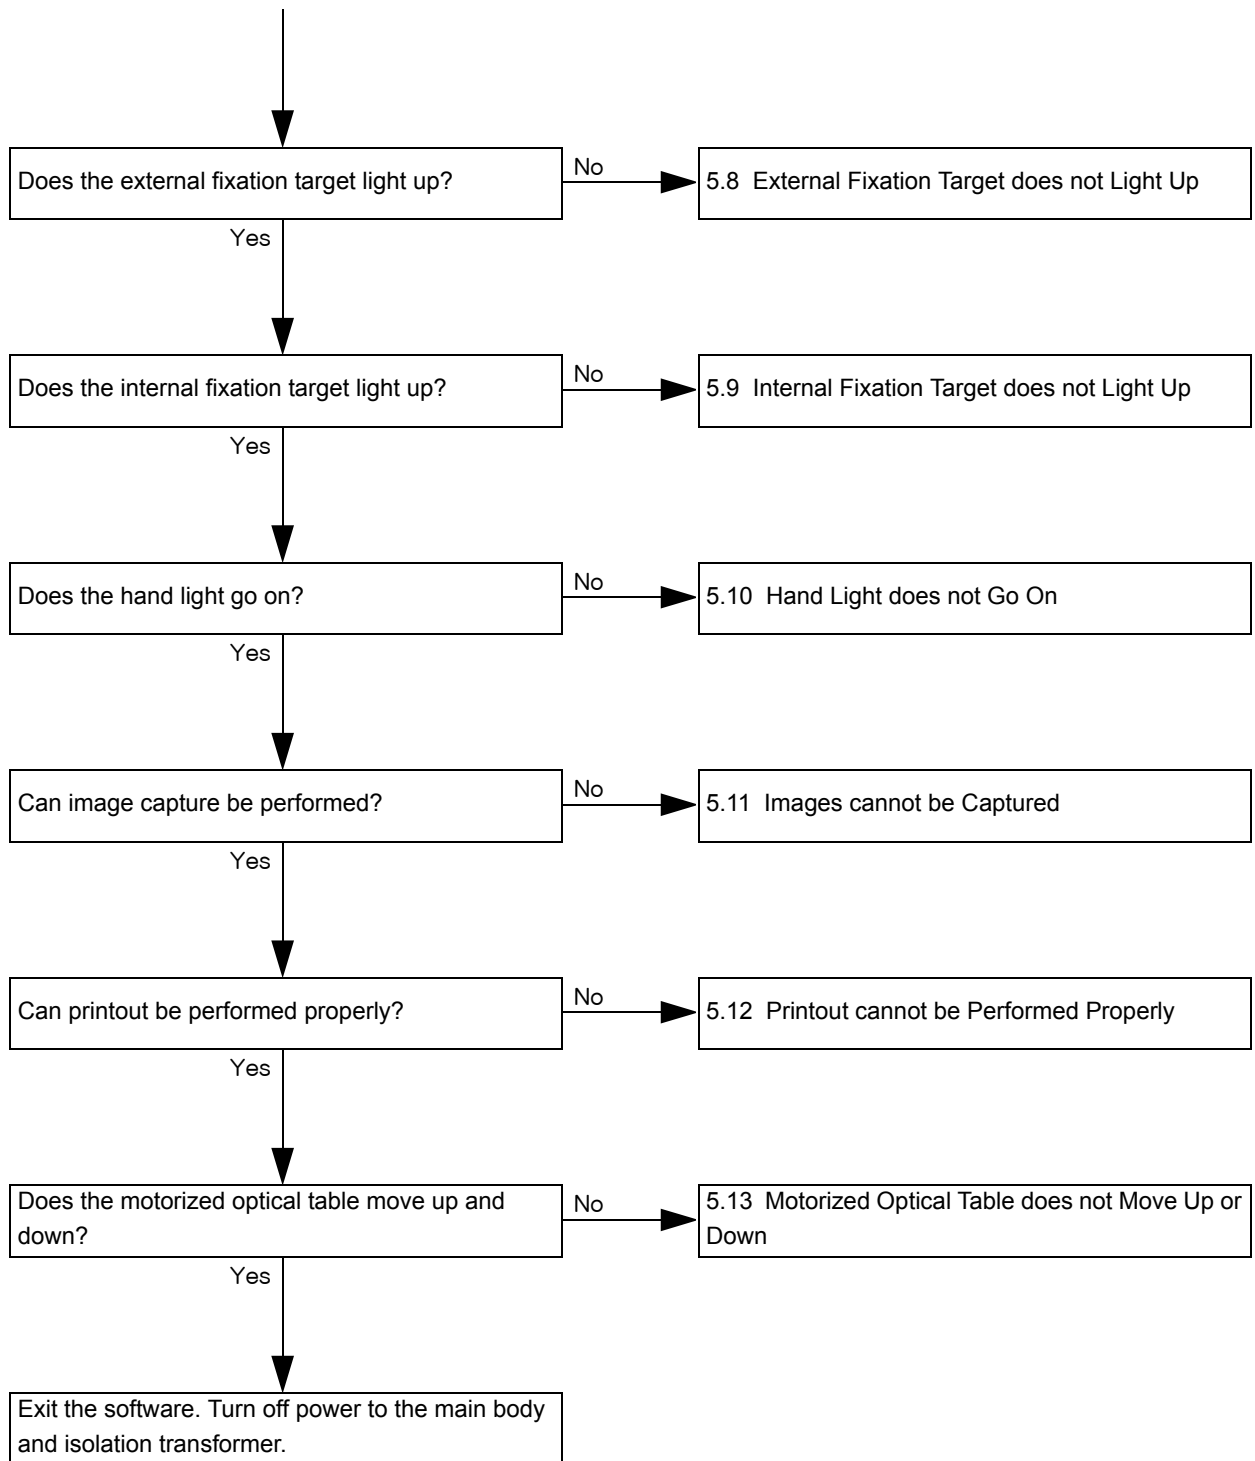 Does the external fixation target light up?
No
5.8  External Fixation Target does not Light Up
Yes
Does the internal fixation target light up?
No
5.9  Internal Fixation Target does not Light Up
Yes
Does the hand light go on?
No
5.10  Hand Light does not Go On
Yes
Can image capture be performed?
No
5.11  Images cannot be Captured
Yes
Can printout be performed properly?
No
5.12  Printout cannot be Performed Properly
Yes
Does the motorized optical table move up and
down?
No
5.13  Motorized Optical Table does not Move Up or
Down
Yes
Exit the software. Turn off power to the main body
and isolation transformer.